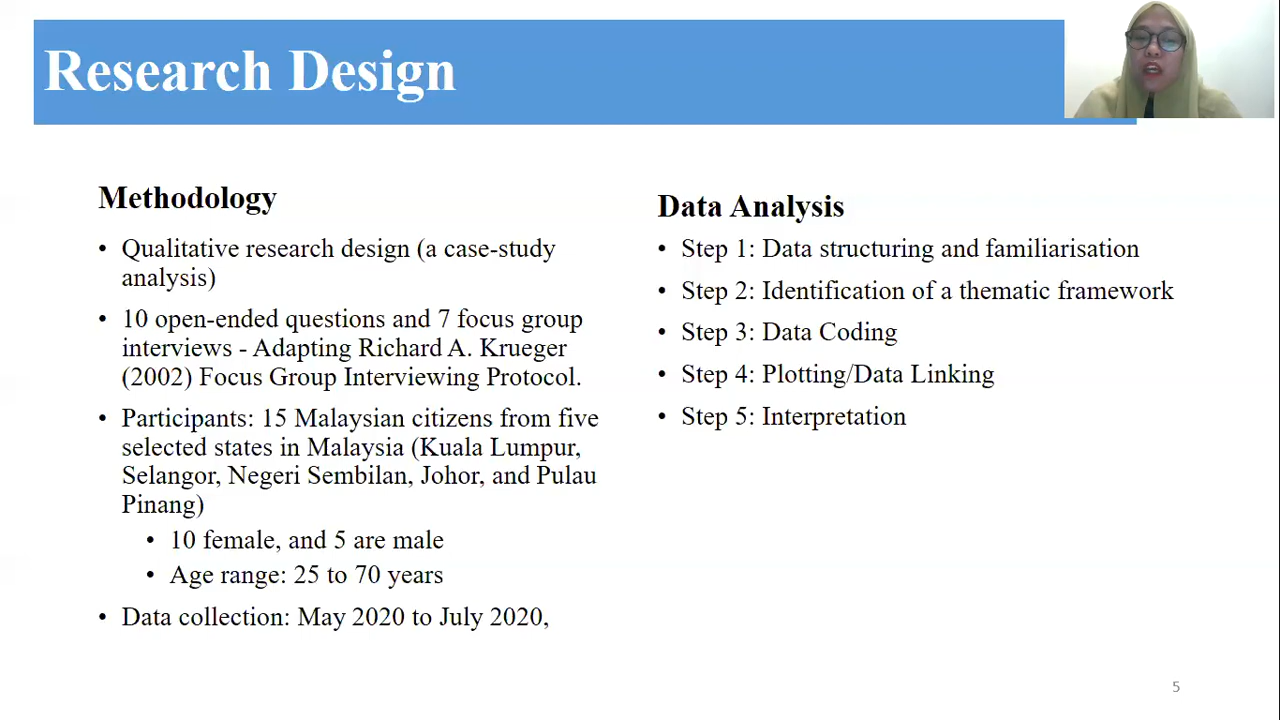 Research Design
Methodology
• Qualitative research design (a case-study
analysis)
• 10 open-ended questions and 7 focus group
interviews - Adapting Richard A. Krueger
(2002) Focus Group Interviewing Protocol.
• Participants: 15 Malaysian citizens from five
selected states in Malaysia (Kuala Lumpur,
Selangor, Negeri Sembilan, Johor, and Pulau
Pinang)
• 10 female, and 5 are male
• Age range: 25 to 70 years
• Data collection: May 2020 to July 2020,
Data Analysis
• Step 1: Data structuring and familiarisation
• Step 2: Identification of a thematic framework
• Step 3: Data Coding
• Step 4: Plotting/Data Linking
• Step 5: Interpretation
5